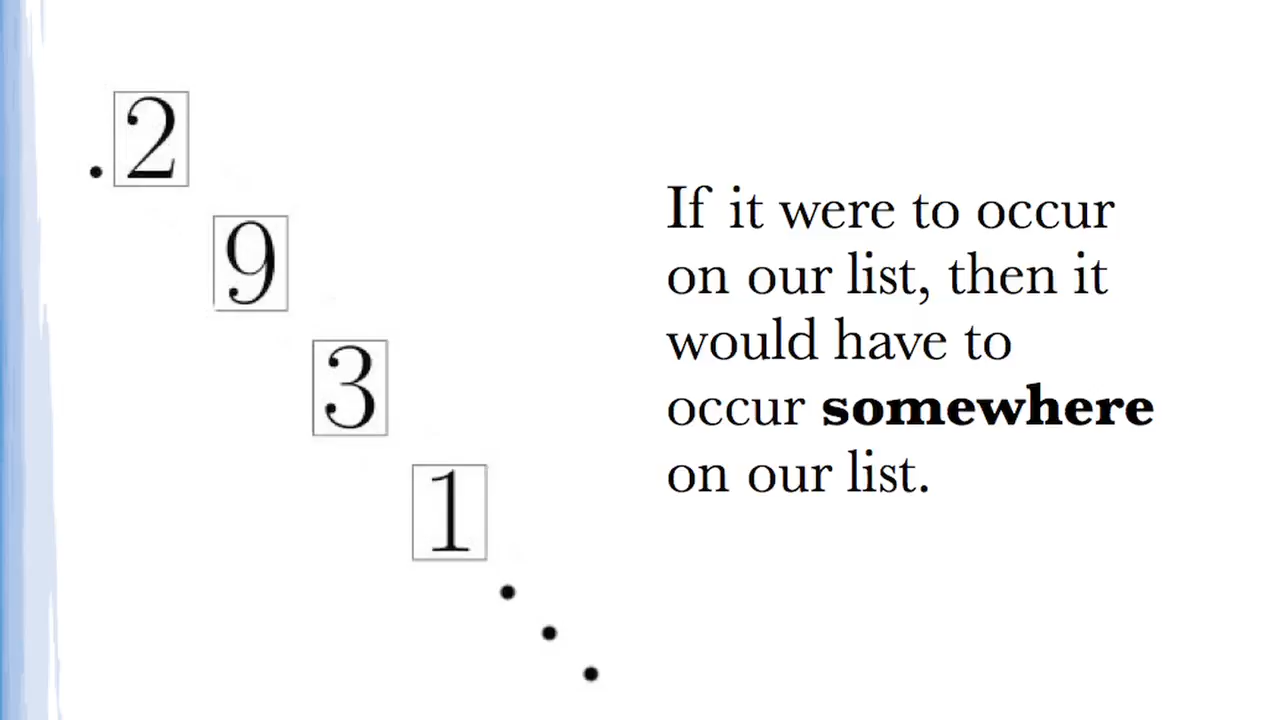 .2
9
3
1
If it were to occur
on our list, then it
would have to
occur somewhere
on our list.